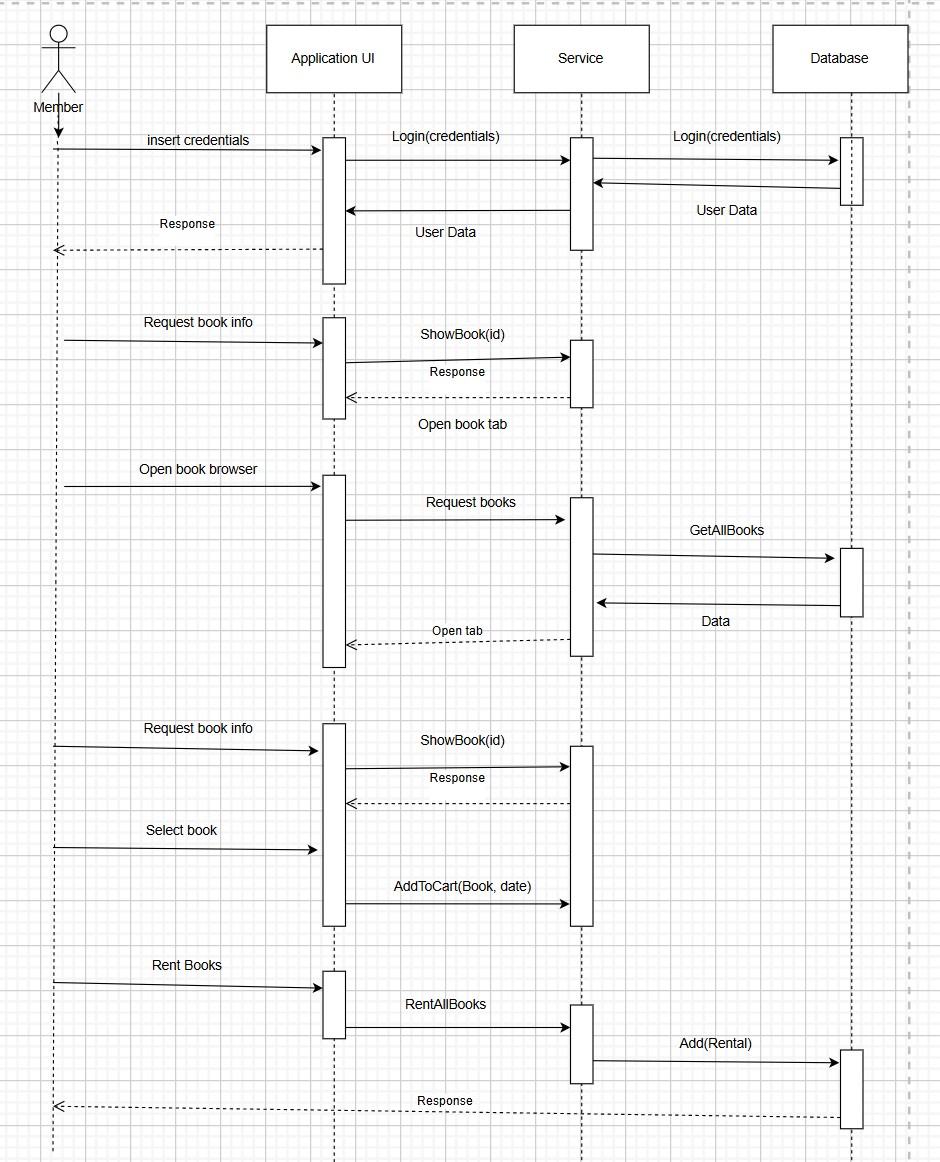 Application UI
Service
Database
Member
insert credentials
Login(credentials)
Login(credentials)
User Data
User Data
Response
Request book info
ShowBook(id)
Response
Open book tab
Open book browser
Request books
GetAllBooks
Data
Open tab
Request book info
ShowBook(id)
Response
Select book
AddToCart(Book, date)
Rent Books
RentAllBooks
Add(Rental)
Response